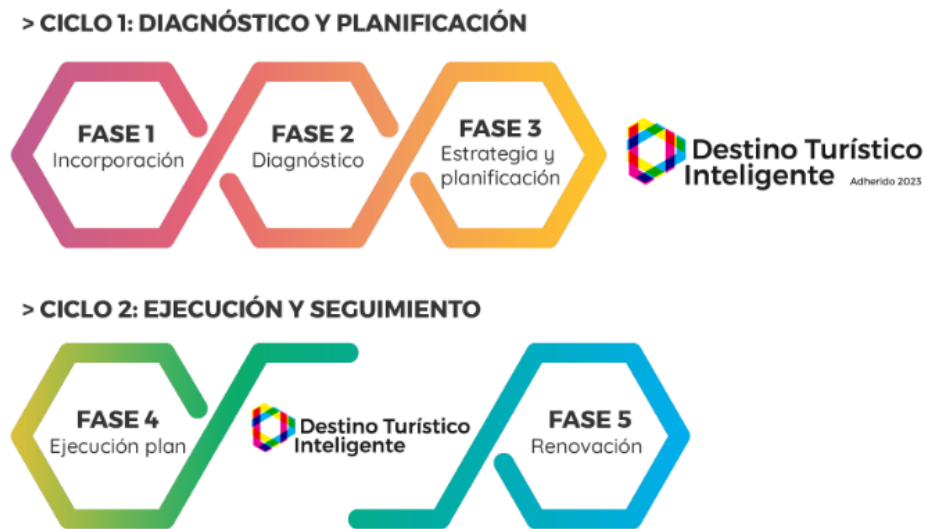 > CICLO 1: DIAGNÓSTICO Y PLANIFICACIÓN
FASE 1
Incorporación
FASE 2
Diagnóstico
FASE 3
Estrategia y
planificación
Destino Turístico
Inteligente Adherido 2023
> CICLO 2: EJECUCIÓN Y SEGUIMIENTO
FASE 4
Ejecución plan
Destino Turístico
Inteligente
FASE 5
Renovación